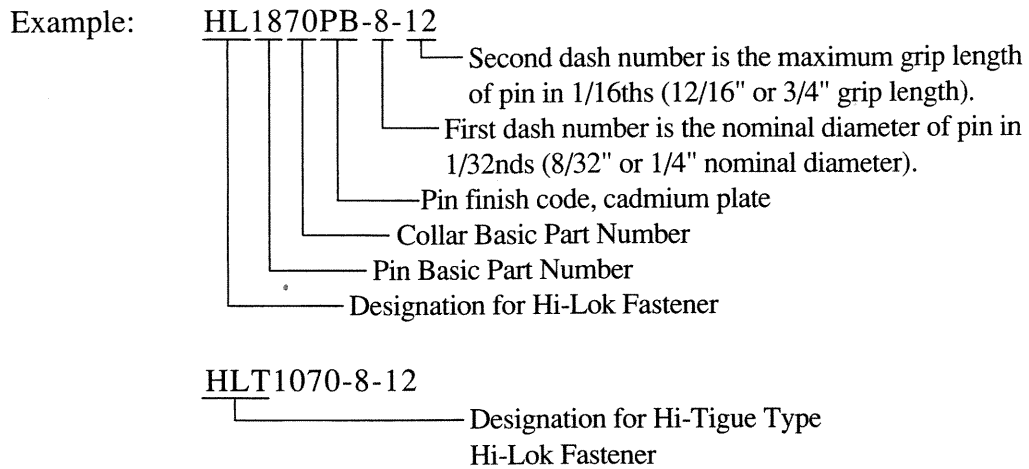 Example: HL1870PB-8-12
Second dash number is the maximum grip length
of pin in 1/16ths (12/16" or 3/4" grip length).
First dash number is the nominal diameter of pin in
1/32nds (8/32" or 1/4" nominal diameter).
Pin finish code, cadmium plate
Collar Basic Part Number
Pin Basic Part Number
Designation for Hi-Lok Fastener
HLT1070-8-12
Designation for Hi-Tigue Type
Hi-Lok Fastener